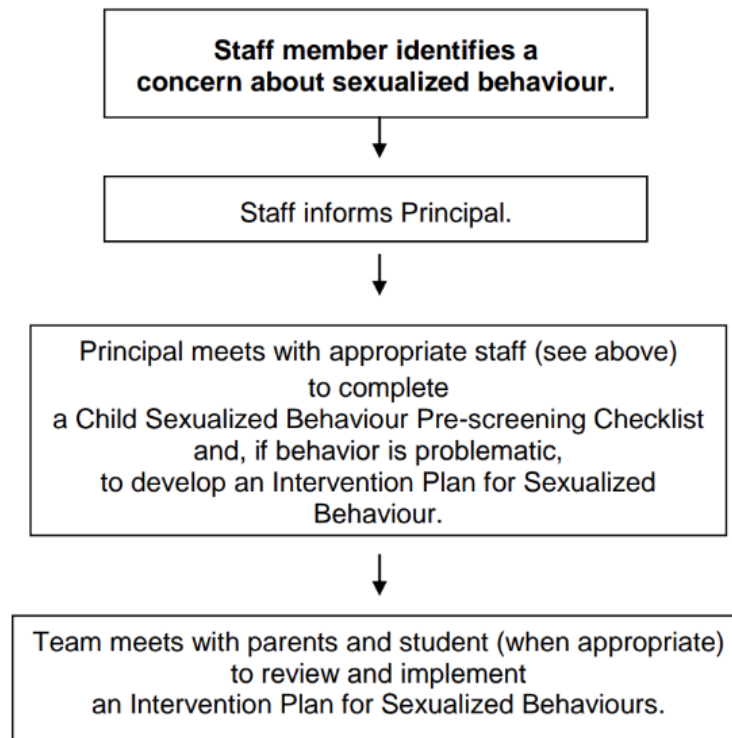 Staff member identifies a
concern about sexualized behaviour.
Staff informs Principal.
Principal meets with appropriate staff (see above)
to complete
a Child Sexualized Behaviour Pre-screening Checklist
and, if behavior is problematic,
to develop an Intervention Plan for Sexualized
Behaviour.
Team meets with parents and student (when appropriate)
to review and implement
an Intervention Plan for Sexualized Behaviours.